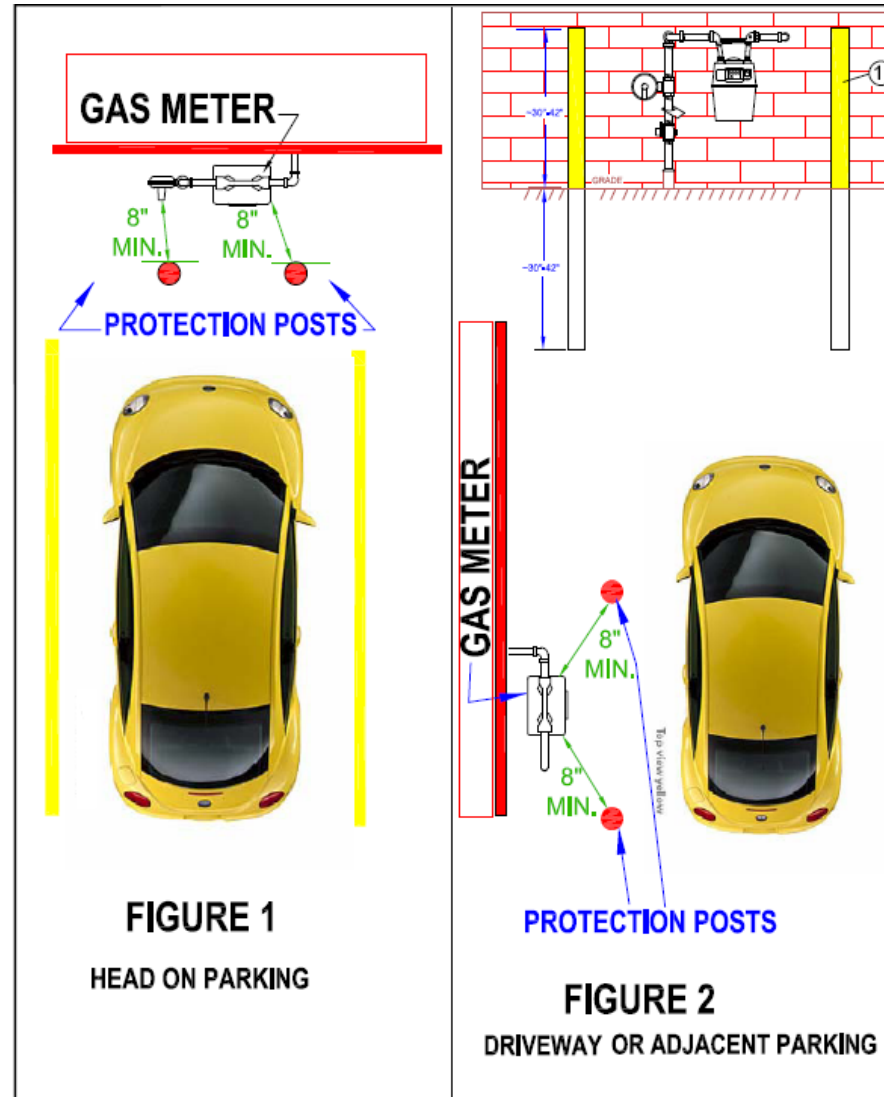 GAS METER
8"
MIN.
8"
MIN.
PROTECTION POSTS
FIGURE 1
HEAD ON PARKING
1
~30"-42"
GRADE
~30"-42"
GAS METER
8"
MIN.
8"
MIN.
Top view yellow
PROTECTION POSTS
FIGURE 2
DRIVEWAY OR ADJACENT PARKING